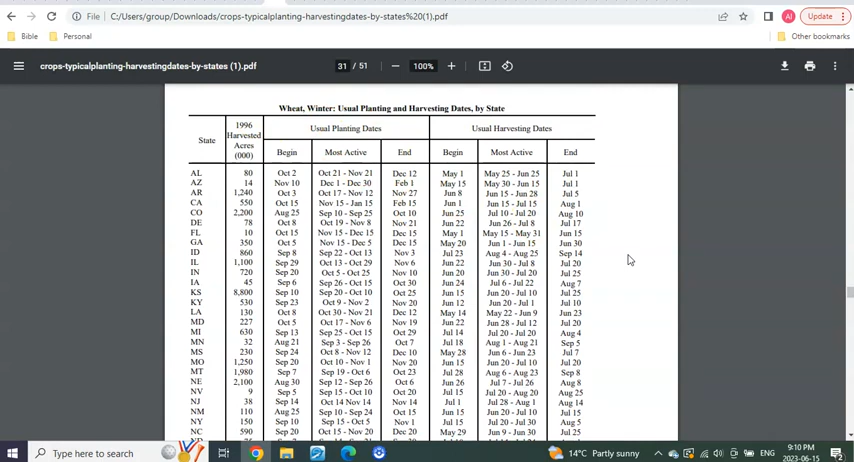 File
C:/Users/group/Downloads/crops-typicalplanting-harvestingdates-by-states%20(1).pdf
AI
Update
Bible
Personal
Other bookmarks
crops-typicalplanting-harvestingdates-by-states (1).pdf
31 / 51
100%
Wheat, Winter: Usual Planting and Harvesting Dates, by State
State
1996 Harvested Acres (000)
Usual Planting Dates
Usual Harvesting Dates
Begin Most Active End Begin Most Active End
AL 80 Oct 2 Oct 21 - Nov 21 Dec 12 May 1 May 25 - Jun 25 Jul 1
AZ 14 Nov 10 Dec 1 - Dec 30 Feb 1 May 15 May 30 - Jun 15 Jul 1
AR 1,240 Oct 3 Oct 17 - Nov 12 Nov 27 Jun 8 Jun 15 - Jun 28 Jul 5
CA 550 Oct 15 Nov 15 - Jan 15 Feb 15 Jun 1 Jun 15 - Jul 15 Aug 1
CO 2,200 Aug 25 Sep 10 - Sep 25 Oct 10 Jun 25 Jul 10 - Jul 20 Aug 10
DE 78 Oct 8 Oct 19 - Nov 8 Nov 21 Jun 22 Jun 26 - Jul 8 Jul 17
FL 10 Oct 15 Nov 15 - Dec 15 Dec 15 May 1 May 15 - May 31 Jun 15
GA 350 Oct 5 Nov 15 - Dec 5 Dec 15 May 20 Jun 1 - Jun 15 Jun 30
ID 860 Sep 8 Sep 22 - Oct 13 Nov 3 Jul 23 Aug 4 - Aug 25 Sep 14
IL 1,100 Sep 29 Oct 13 - Oct 29 Nov 6 Jun 22 Jun 30 - Jul 8 Jul 20
IN 720 Sep 20 Oct 5 - Oct 25 Nov 10 Jun 20 Jun 30 - Jul 20 Jul 25
IA 45 Sep 6 Sep 26 - Oct 15 Oct 30 Jun 24 Jul 6 - Jul 22 Aug 7
KS 8,800 Sep 10 Sep 20 - Oct 10 Oct 25 Jun 15 Jun 20 - Jul 10 Jul 25
KY 530 Sep 23 Oct 9 - Nov 2 Nov 20 Jun 12 Jun 20 - Jul 1 Jul 10
LA 130 Oct 8 Oct 30 - Nov 21 Dec 12 May 14 May 22 - Jun 9 Jun 23
MD 227 Oct 5 Oct 17 - Nov 6 Nov 19 Jun 22 Jun 28 - Jul 12 Jul 20
MI 630 Sep 13 Sep 25 - Oct 15 Oct 29 Jul 14 Jul 20 - Jul 20 Aug 4
MN 32 Aug 21 Sep 3 - Sep 26 Oct 7 Jul 18 Aug 1 - Aug 21 Sep 5
MS 230 Sep 24 Oct 8 - Nov 12 Dec 10 May 28 Jun 6 - Jun 23 Jul 7
MO 1,250 Sep 20 Oct 10 - Nov 1 Nov 20 Jun 15 Jun 20 - Jul 10 Jul 20
MT 1,980 Sep 7 Sep 19 - Oct 6 Oct 23 Jul 28 Aug 6 - Aug 23 Sep 8
NE 2,100 Aug 30 Sep 12 - Sep 26 Oct 6 Jun 26 Jul 7 - Jul 26 Aug 8
NV 9 Sep 5 Sep 15 - Oct 10 Oct 20 Jul 15 Jul 20 - Aug 20 Aug 25
NJ 38 Sep 14 Oct 14 Nov 14 Nov 14 Jul 1 Jul 28 - Aug 1 Aug 14
NM 110 Aug 25 Sep 10 - Sep 24 Oct 15 Jun 15 Jun 20 - Jul 10 Jul 15
NY 150 Sep 10 Sep 15 - Oct 5 Nov 1 Jul 15 Jul 20 - Jul 30 Aug 5
NC 590 Sep 20 Oct 15 - Nov 20 Dec 20 May 29 Jun 9 - Jun 30 Jul 25
Type here to search
14°C Partly sunny
ENG
9:10 PM
2023-06-15